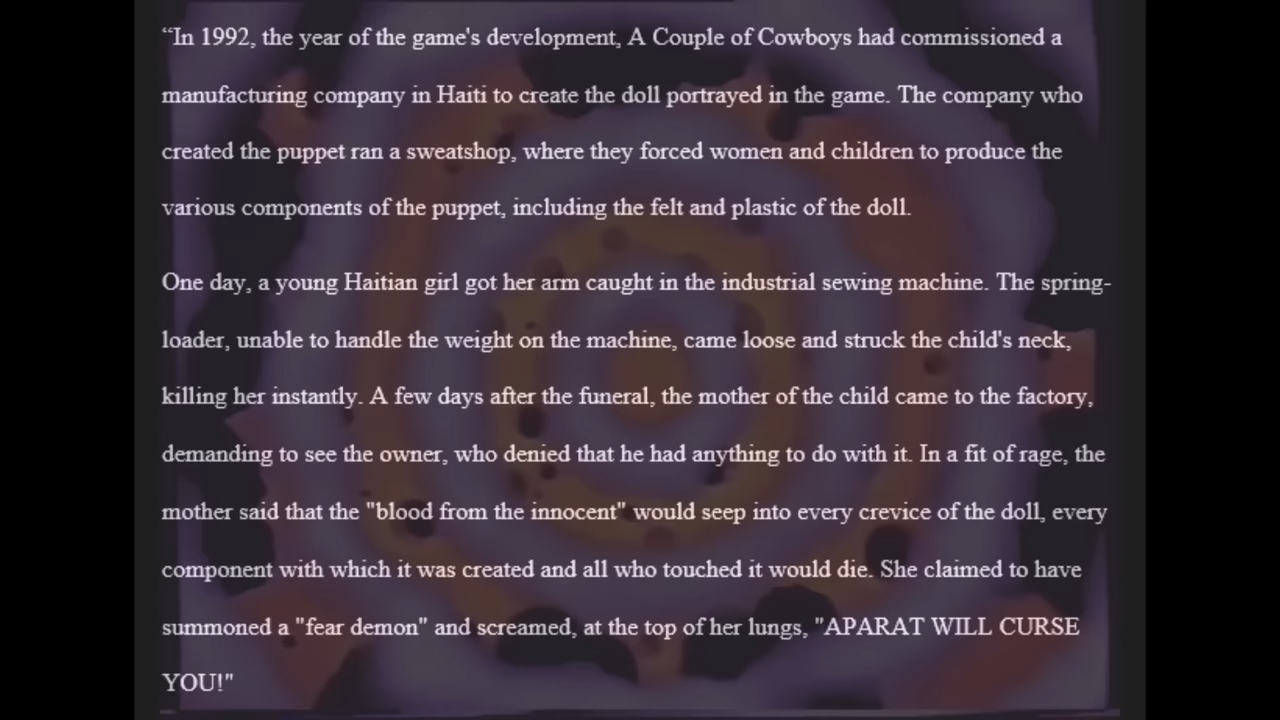 “In 1992, the year of the game's development, A Couple of Cowboys had commissioned a
manufacturing company in Haiti to create the doll portrayed in the game. The company who
created the puppet ran a sweatshop, where they forced women and children to produce the
various components of the puppet, including the felt and plastic of the doll.
One day, a young Haitian girl got her arm caught in the industrial sewing machine. The spring-
loader, unable to handle the weight on the machine, came loose and struck the child's neck,
killing her instantly. A few days after the funeral, the mother of the child came to the factory,
demanding to see the owner, who denied that he had anything to do with it. In a fit of rage, the
mother said that the "blood from the innocent" would seep into every crevice of the doll, every
component with which it was created and all who touched it would die. She claimed to have
summoned a "fear demon" and screamed, at the top of her lungs, "APARAT WILL CURSE
YOU!"